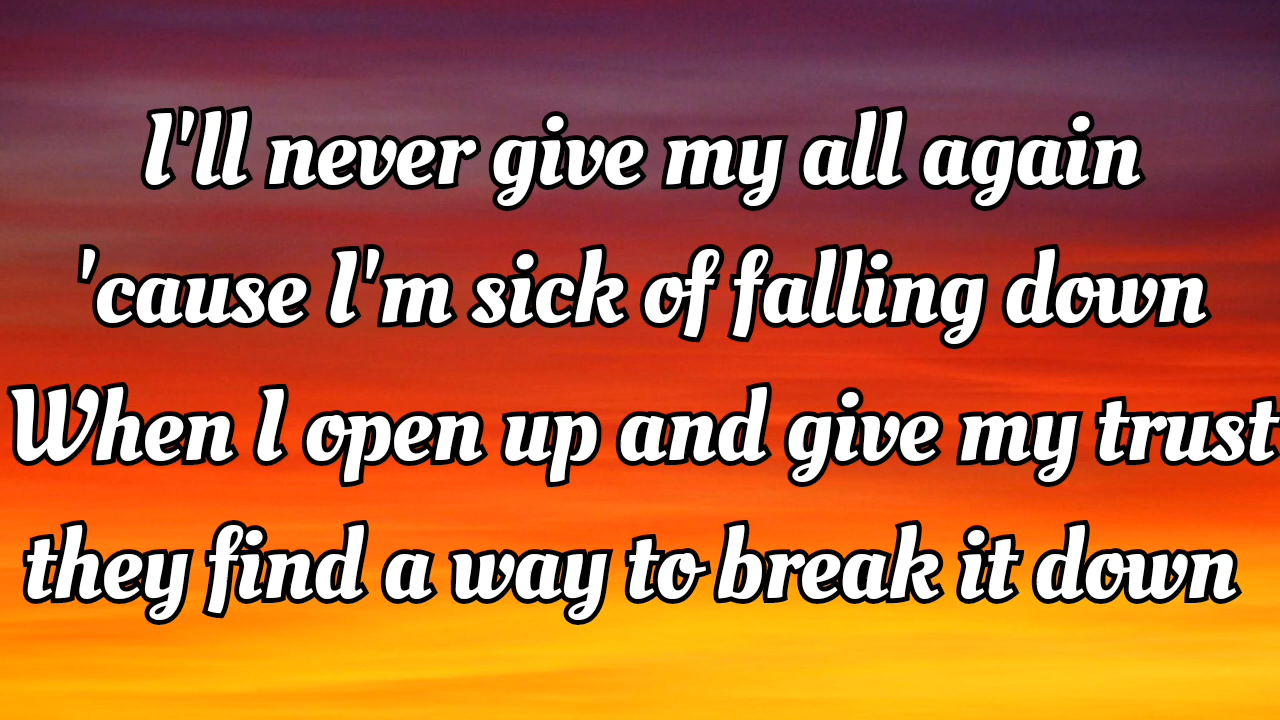 I'll never give my all again
'cause I'm sick of falling down
When I open up and give my trust
they find a way to break it down